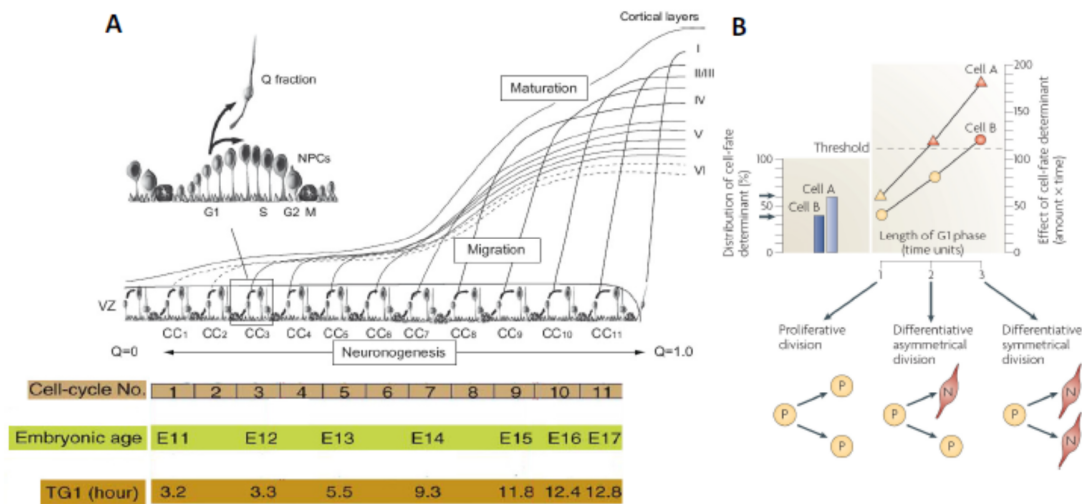 A
Cortical layers
I
II/III
IV
V
VI
Maturation
Q fraction
NPCs
G1 S G2 M
Migration
VZ
CC1 CC2 CC3 CC4 CC5 CC6 CC7 CC8 CC9 CC10 CC11
Q=0 Neuronogenesis Q=1.0
Cell-cycle No. 1 2 3 4 5 6 7 8 9 10 11
Embryonic age E11 E12 E13 E14 E15 E16 E17
TG1 (hour) 3.2 3.3 5.5 9.3 11.8 12.4 12.8
B
Distribution of cell-fate
determinant (%)
100
50
0
Cell A
Cell B
Threshold
Cell A
Cell B
200
150
100
50
0
Effect of cell-fate determinant
(amount × time)
Length of G1 phase
(time units)
1 2 3
Proliferative
division
Differentiative
asymmetrical
division
Differentiative
symmetrical
division
P
P
P
P
N
P
P
N
N